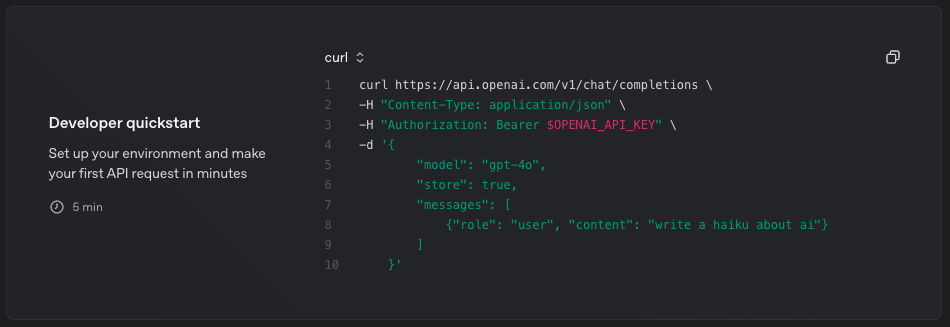 Developer quickstart
Set up your environment and make
your first API request in minutes
5 min
curl
1 curl https://api.openai.com/v1/chat/completions \
2 -H "Content-Type: application/json" \
3 -H "Authorization: Bearer $OPENAI_API_KEY" \
4 -d '{
5         "model": "gpt-4o",
6         "store": true,
7         "messages": [
8             {"role": "user", "content": "write a haiku about ai"}
9         ]
10     }'